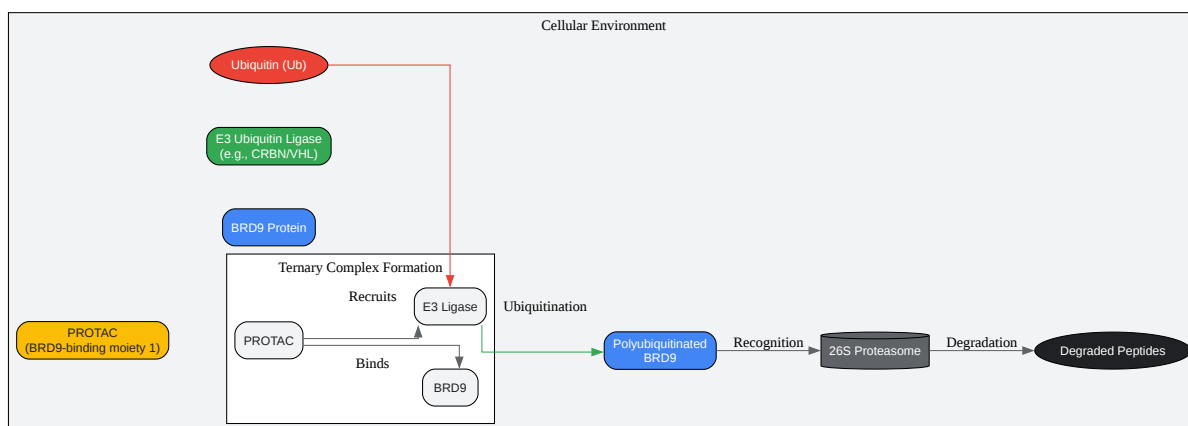 Cellular Environment
Ubiquitin (Ub)
E3 Ubiquitin Ligase
(e.g., CRBN/VHL)
BRD9 Protein
Ternary Complex Formation
Recruits
E3 Ligase
Ubiquitination
PROTAC
(BRD9-binding moiety 1)
PROTAC
Binds
BRD9
Polyubiquitinated
BRD9
Recognition
26S Proteasome
Degradation
Degraded Peptides